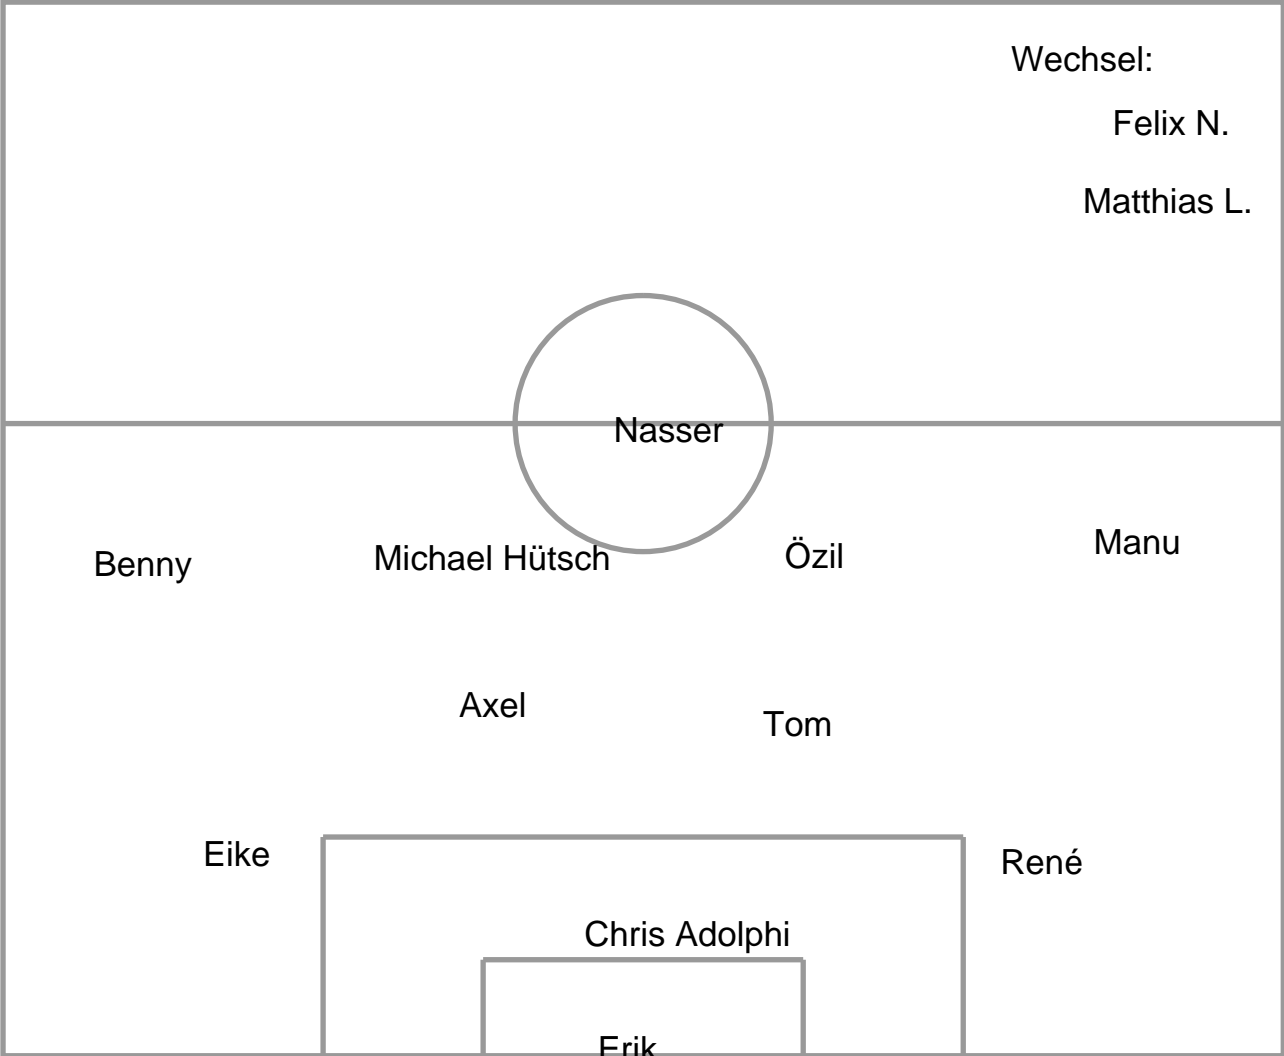 Wechsel:
Felix N.
Matthias L.
Nasser
Benny
Michael Hütsch
Özil
Manu
Axel
Tom
Eike
René
Chris Adolphi
Erik